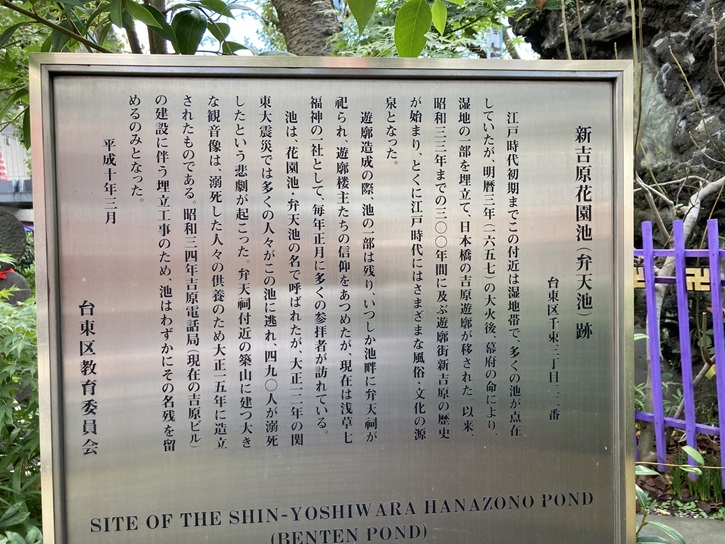 新吉原花園池（弁天池）跡
台東区千束三丁目二二番
江戸時代初期までこの付近は湿地帯で、多くの池が点在
していたが、明暦三年（一六五七）の大火後、幕府の命により、
湿地の一部を埋立て、日本橋の吉原遊廓が移された。以来、
昭和三三年までの三〇〇年間に及ぶ遊廓街新吉原の歴史
が始まり、とくに江戸時代にはさまざまな風俗・文化の源
泉となった。
遊廓造成の際、池の一部は残り、いつしか池畔に弁天祠が
祀られ、遊廓楼主たちの信仰をあつめたが、現在は浅草七
福神の一社として、毎年正月に多くの参拝者が訪れている。
池は、花園池・弁天池の名で呼ばれたが、大正一二年の関
東大震災では多くの人々がこの池に逃れ、四九〇人が溺死
したという悲劇が起こった。弁天祠付近の築山に建つ大き
な観音像は、溺死した人々の供養のため大正一五年に造立
されたものである。昭和三四年吉原電話局（現在の吉原ビル）
の建設に伴う埋立工事のため、池はわずかにその名残を留
めるのみとなった。
平成十年三月
台東区教育委員会
SITE OF THE SHIN-YOSHIWARA HANAZONO POND
(BENTEN POND)